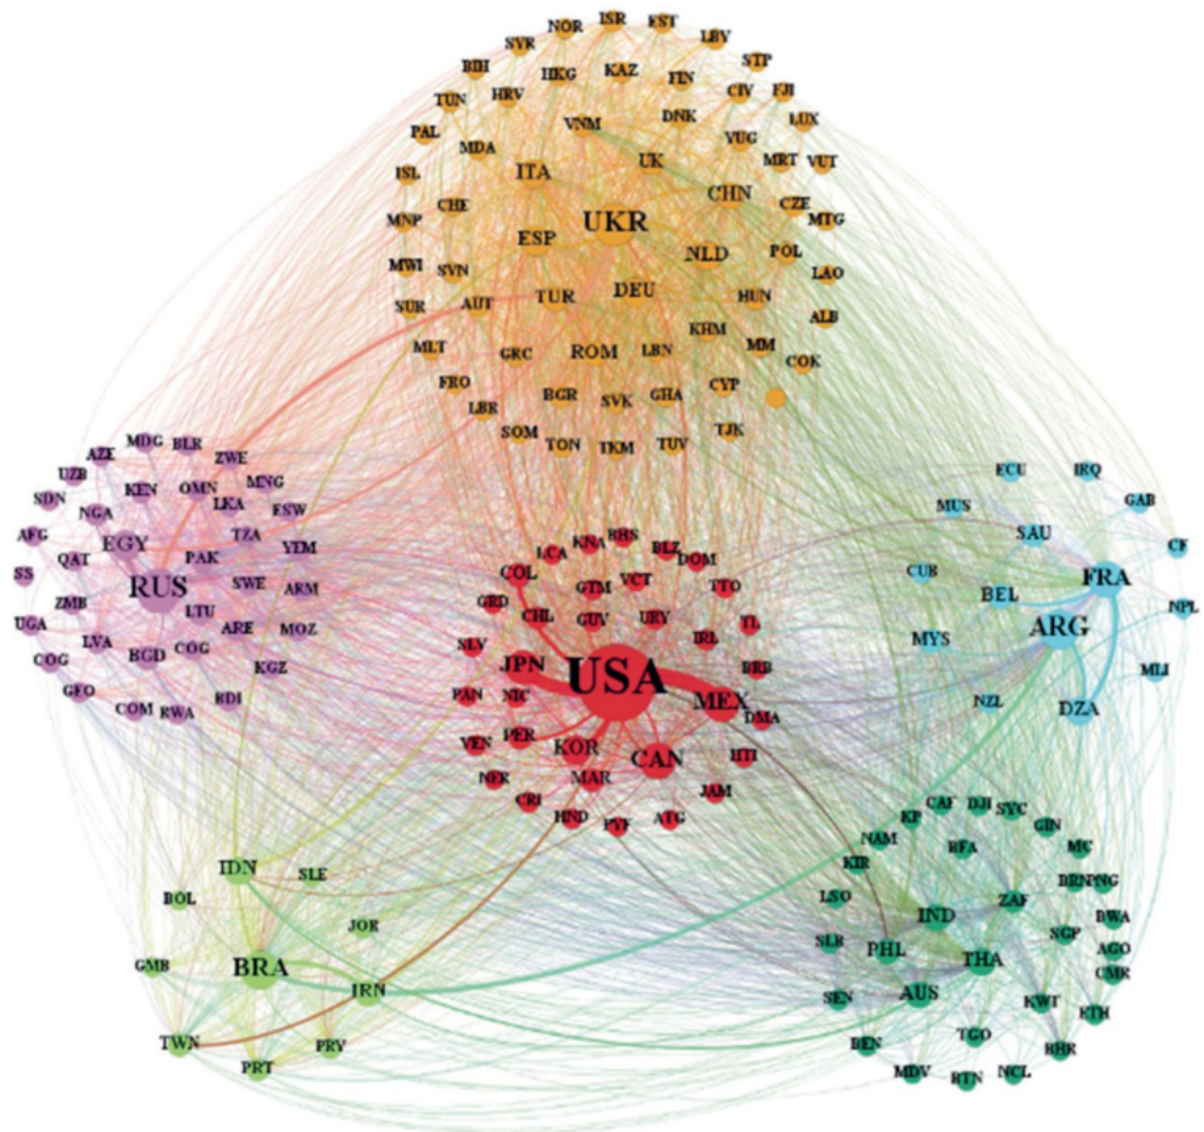 ISR
NOR
EST
SYR
LBY
STP
BIH
HKG
KAZ
FIN
CIV
FJI
TUN
HRV
DNK
LUX
PAL
VNM
YUG
MDA
UK
MRT
VUT
ISL
ITA
CHN
CHE
CZE
MNP
UKR
MTG
ESP
NLD
POL
MWI
SVN
LAO
SUR
AUT
TUR
DEU
HUN
ALB
KHM
MLT
GRC
ROM
LBN
MM
COK
FRO
BGR
SVK
GHA
CYP
LBR
SOM
TON
TKM
TUV
TJK
MDG
BLR
AZE
ZWE
UZB
KEN
OMN
MNG
SDN
NGA
LKA
ESW
AFG
EGY
TZA
QAT
PAK
YEM
SS
RUS
SWE
ARM
ZMB
LTU
UGA
LVA
ARE
MOZ
COG
BGD
COG
KGZ
GEO
COM
RWA
BDI
ECU
IRQ
MUS
GAB
SAU
CF
CUB
FRA
BEL
NPL
ARG
MYS
MLI
NZL
DZA
KNA
BHS
LCA
BLZ
DOM
COL
GTM
VCT
TTO
GRD
CHL
GUY
URY
TL
SLV
IRL
JPN
USA
BRB
PAN
NIC
MEX
DMA
VEN
PER
KOR
CAN
HTI
NER
MAR
CRI
JAM
HND
PYF
ATG
IDN
SLE
BOL
JOR
GMB
BRA
IRN
TWN
PRY
PRT
CAF
DJI
SYC
KP
GIN
NAM
BFA
MC
KIR
BRN
PNG
LSO
ZAF
IND
BWA
SLB
PHL
SGP
AGO
THA
CMR
SEN
AUS
KWT
ETH
BEN
TGO
BHR
MDV
BTN
NCL